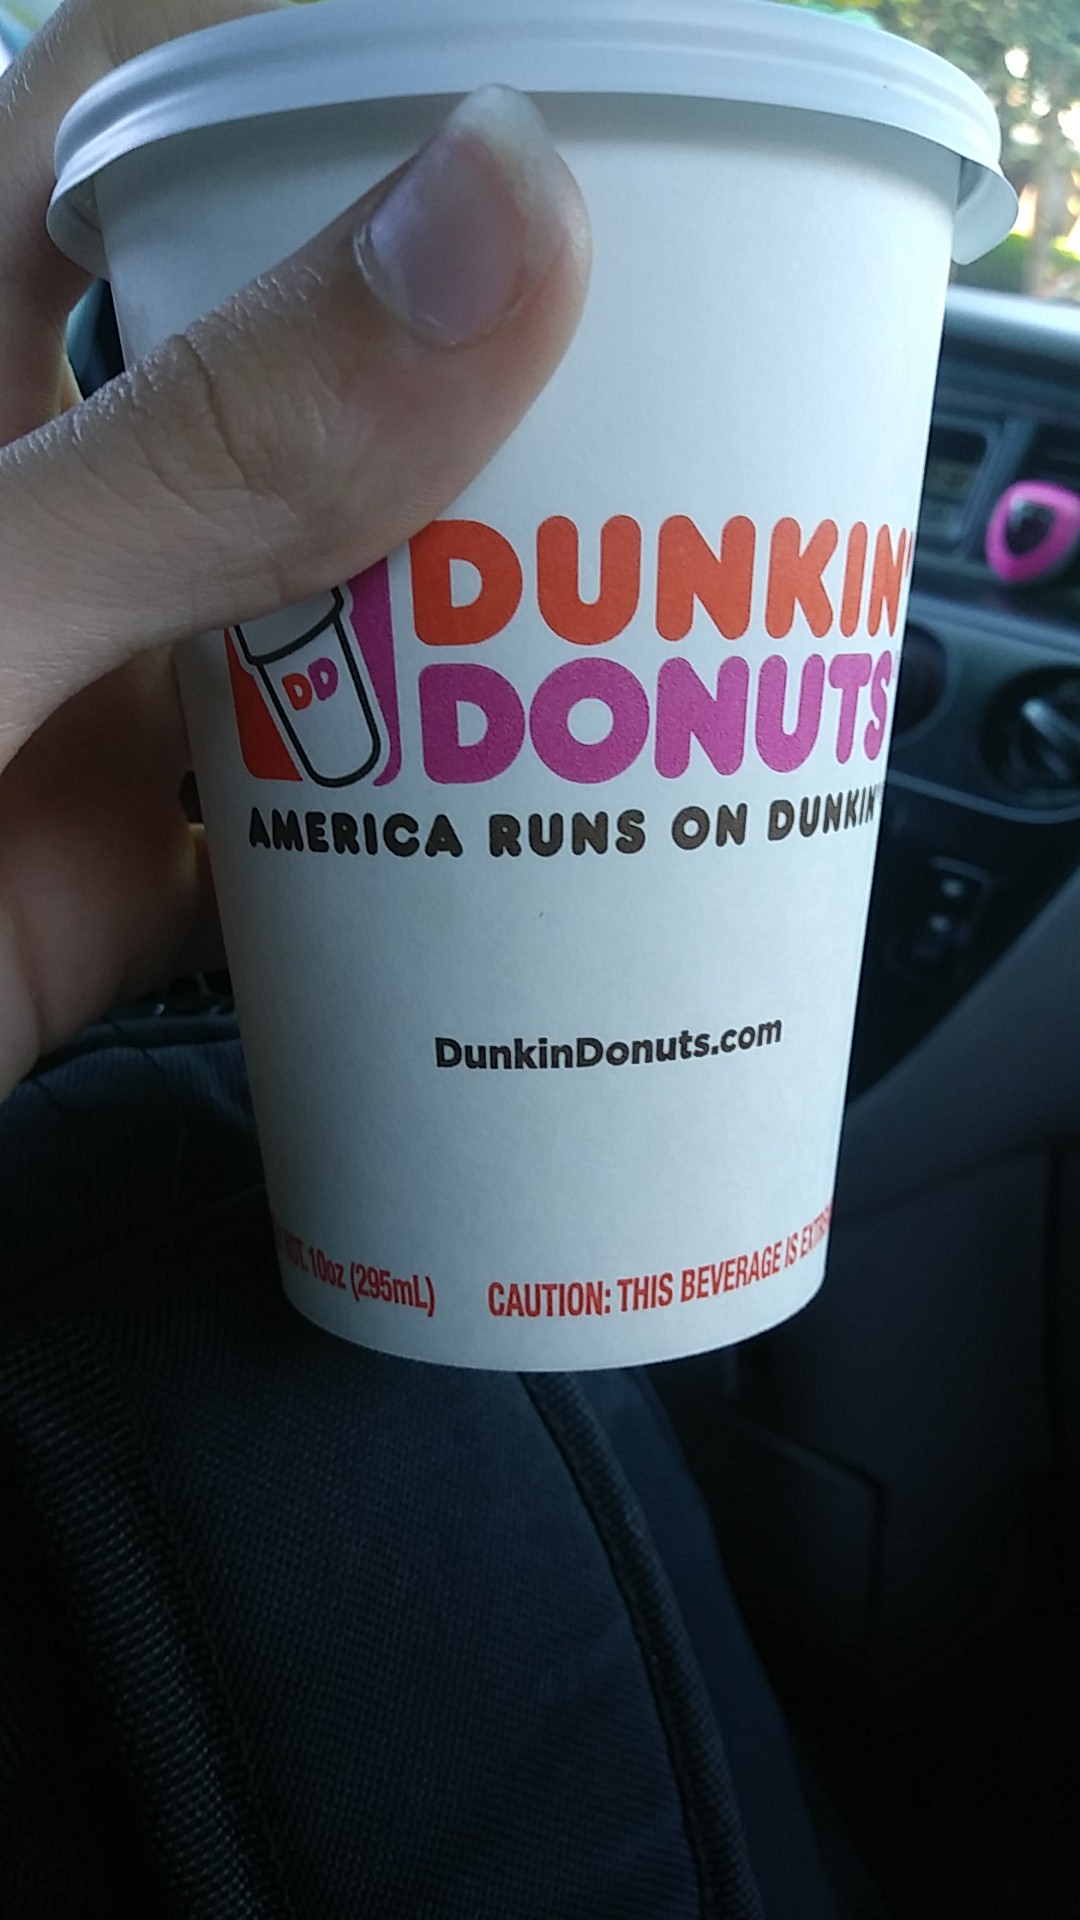 DUNKIN'
DONUTS
DD
AMERICA RUNS ON DUNKIN'
DunkinDonuts.com
10oz (295mL) CAUTION: THIS BEVERAGE IS